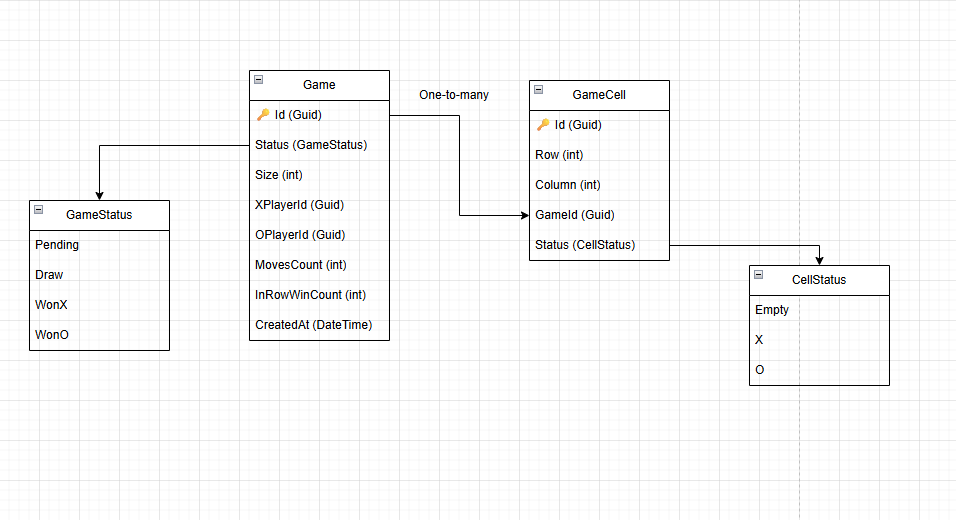 Game
Id (Guid)
Status (GameStatus)
Size (int)
XPlayerId (Guid)
OPlayerId (Guid)
MovesCount (int)
InRowWinCount (int)
CreatedAt (DateTime)
One-to-many
GameCell
Id (Guid)
Row (int)
Column (int)
GameId (Guid)
Status (CellStatus)
GameStatus
Pending
Draw
WonX
WonO
CellStatus
Empty
X
O